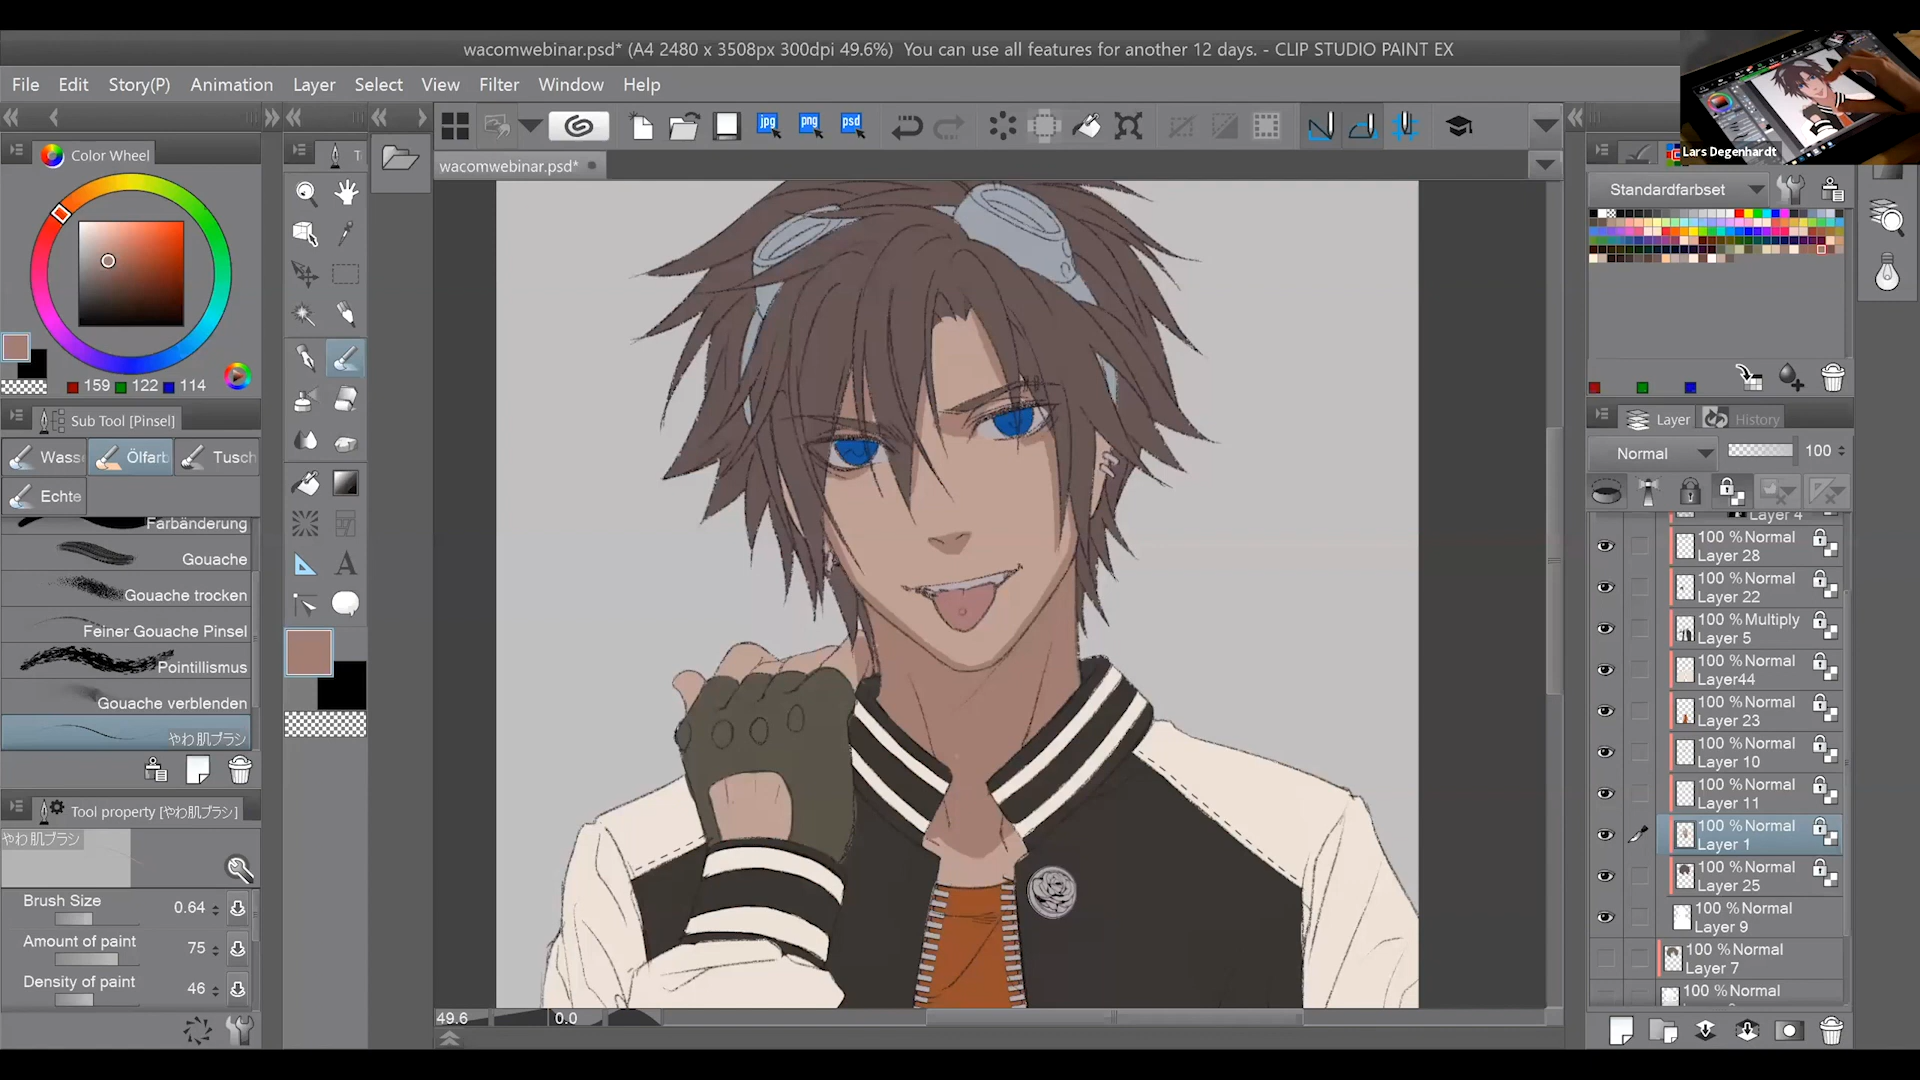 wacomwebinar.psd* (A4 2480 x 3508px 300dpi 49.6%)  You can use all features for another 12 days. - CLIP STUDIO PAINT EX
File Edit Story(P) Animation Layer Select View Filter Window Help
jpg png psd
Lars Degenhardt
Color Wheel
wacomwebinar.psd*
Standardfarbset
159 122 114
Sub Tool [Pinsel]
Wass Ölfarb Tusch
Echte
Farbänderung
Gouache
Gouache trocken
Feiner Gouache Pinsel
Pointillismus
Gouache verblenden
やわ肌ブラシ
Tool property [やわ肌ブラシ]
やわ肌ブラシ
Brush Size 0.64
Amount of paint 75
Density of paint 46
49.6 0.0
Layer History
Normal 100
Layer 4
100 %Normal
Layer 28
100 %Normal
Layer 22
100 %Multiply
Layer 5
100 %Normal
Layer44
100 %Normal
Layer 23
100 %Normal
Layer 10
100 %Normal
Layer 11
100 %Normal
Layer 1
100 %Normal
Layer 25
100 %Normal
Layer 9
100 %Normal
Layer 7
100 %Normal